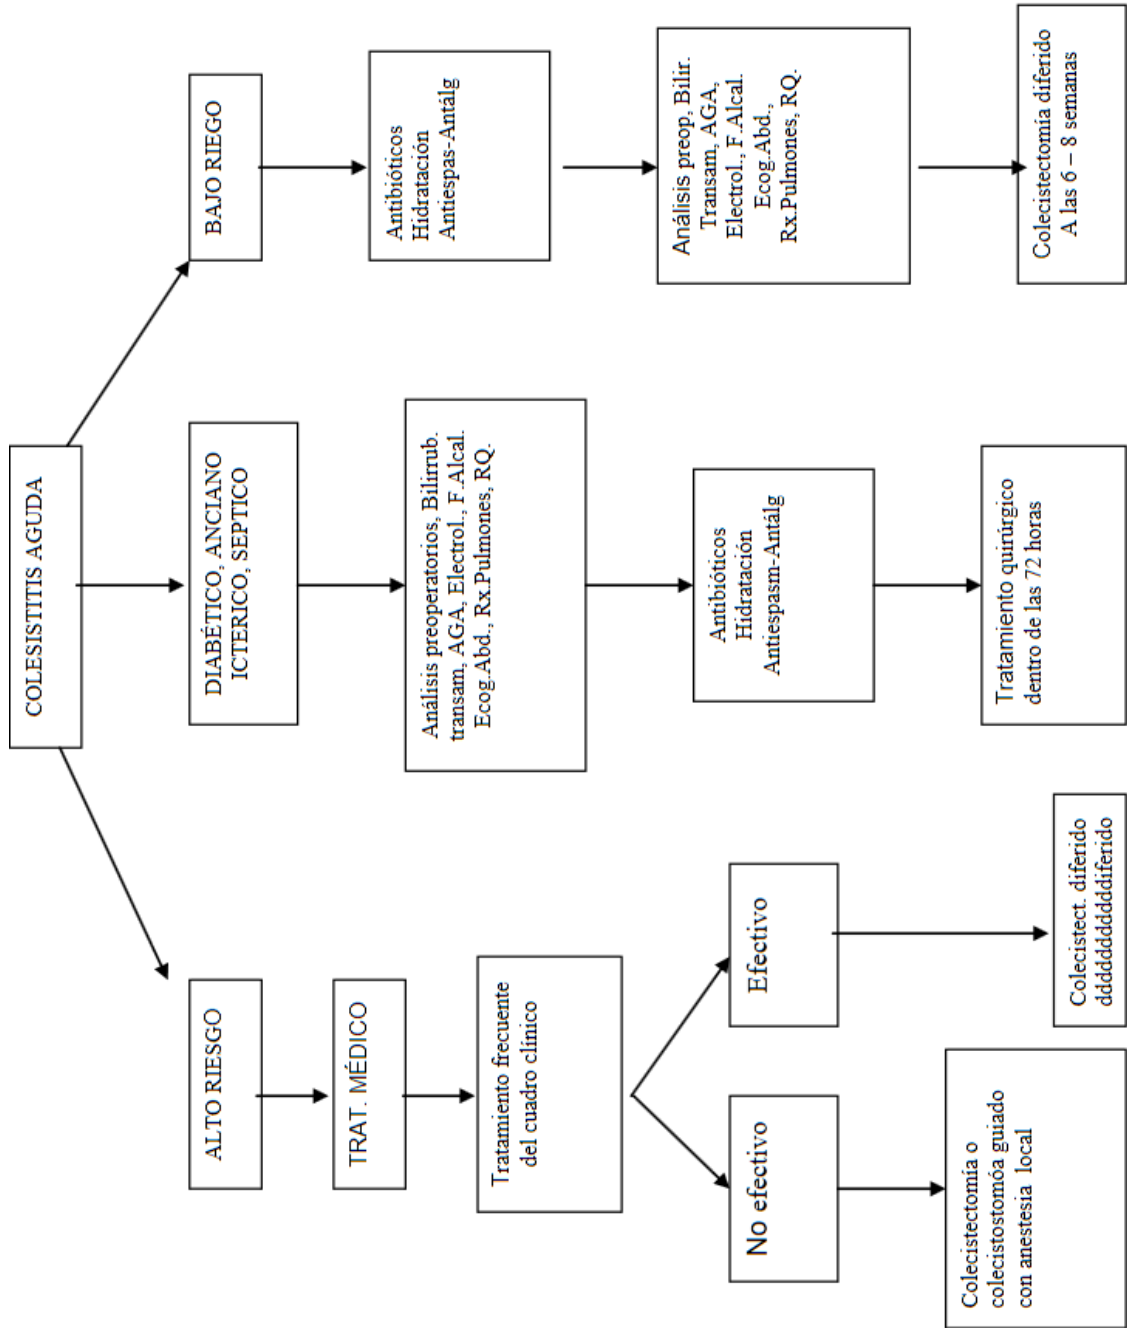 COLESISTITIS AGUDA
ALTO RIESGO
TRAT. MÉDICO
Tratamiento frecuente
del cuadro clínico
No efectivo
Efectivo
Colecistectomía o
colecistostomóa guiado
con anestesia local
Colecistect. diferido
dddddddddddddiferido
DIABÉTICO, ANCIANO
ICTERICO, SEPTICO
Análisis preoperatorios, Bilirrub.
transam, AGA, Electrol., F.Alcal.
Ecog.Abd., Rx.Pulmones, RQ.
Antibióticos
Hidratación
Antiespasm-Antálg
Tratamiento quirúrgico
dentro de las 72 horas
BAJO RIEGO
Antibióticos
Hidratación
Antiespas-Antálg
Análisis preop, Bilir.
Transam, AGA,
Electrol., F.Alcal.
Ecog.Abd.,
Rx.Pulmones, RQ.
Colecistectomía diferido
A las 6 – 8 semanas